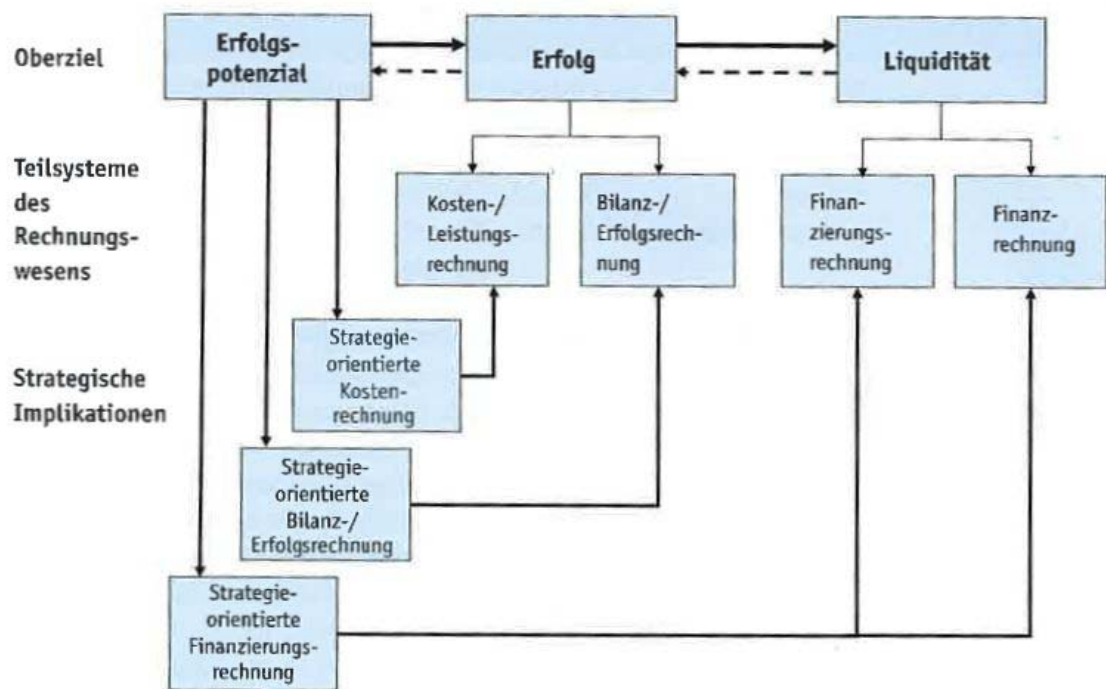 Oberziel
Erfolgs-
potenzial
Erfolg
Liquidität
Teilsysteme
des
Rechnungs-
wesens
Kosten-/
Leistungs-
rechnung
Bilanz-/
Erfolgsrech-
nung
Finan-
zierungs-
rechnung
Finanz-
rechnung
Strategische
Implikationen
Strategie-
orientierte
Kosten-
rechnung
Strategie-
orientierte
Bilanz-/
Erfolgsrechnung
Strategie-
orientierte
Finanzierungs-
rechnung